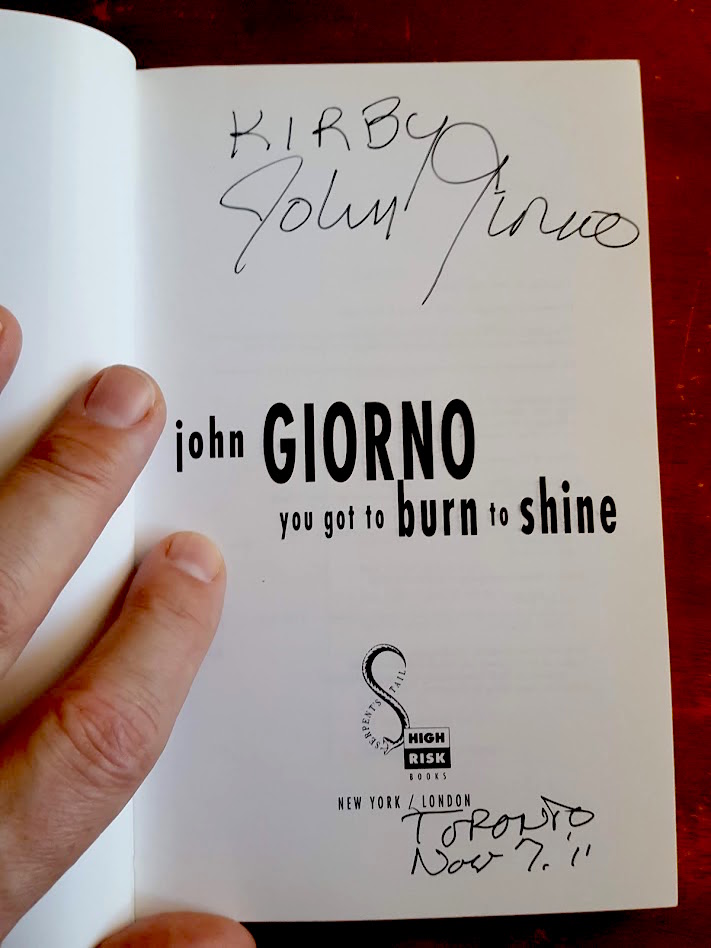 KIRBY
John Giorno
john GIORNO
you got to burn to shine
SERPENT'S TAIL
HIGH
RISK
BOOKS
NEW YORK / LONDON
TORONTO
Nov 7. 11